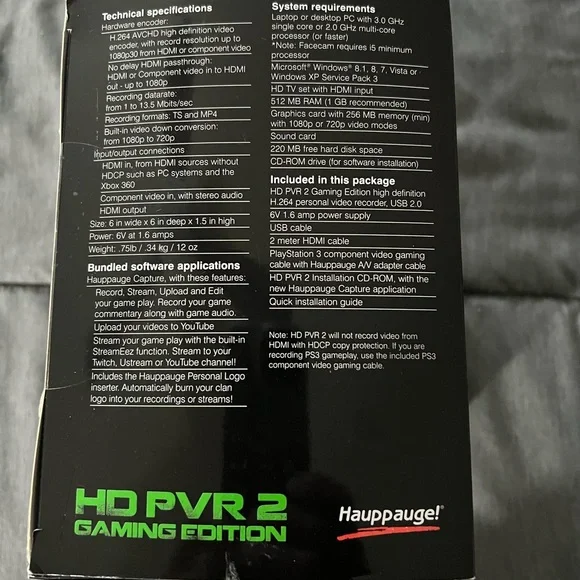 Technical specifications
Hardware encoder:
H.264 AVCHD high definition video
encoder, with record resolution up to
1080p30 from HDMI or component video
No delay HDMI passthrough:
HDMI or Component video in to HDMI
out - up to 1080p
Recording datarate:
from 1 to 13.5 Mbits/sec
Recording formats: TS and MP4
Built-in video down conversion:
from 1080p to 720p
Input/output connections
HDMI in, from HDMI sources without
HDCP such as PC systems and the
Xbox 360
Component video in, with stereo audio
HDMI output
Size: 6 in wide x 6 in deep x 1.5 in high
Power: 6V at 1.6 amps
Weight: .75lb / .34 kg / 12 oz
Bundled software applications
Hauppauge Capture, with these features:
Record, Stream, Upload and Edit
your game play. Record your game
commentary along with game audio.
Upload your videos to YouTube
Stream your game play with the built-in
StreamEez function. Stream to your
Twitch, Ustream or YouTube channel!
Includes the Hauppauge Personal Logo
inserter. Automatically burn your clan
logo into your recordings or streams!
System requirements
Laptop or desktop PC with 3.0 GHz
single core or 2.0 GHz multi-core
processor (or faster)
*Note: Facecam requires i5 minimum
processor
Microsoft® Windows® 8.1, 8, 7, Vista or
Windows XP Service Pack 3
HD TV set with HDMI input
512 MB RAM (1 GB recommended)
Graphics card with 256 MB memory (min)
with 1080p or 720p video modes
Sound card
220 MB free hard disk space
CD-ROM drive (for software installation)
Included in this package
HD PVR 2 Gaming Edition high definition
H.264 personal video recorder, USB 2.0
6V 1.6 amp power supply
USB cable
2 meter HDMI cable
PlayStation 3 component video gaming
cable with Hauppauge A/V adapter cable
HD PVR 2 Installation CD-ROM, with the
new Hauppauge Capture application
Quick installation guide
Note: HD PVR 2 will not record video from
HDMI with HDCP copy protection. If you are
recording PS3 gameplay, use the included PS3
component video gaming cable.
HD PVR 2
GAMING EDITION
Hauppauge!®